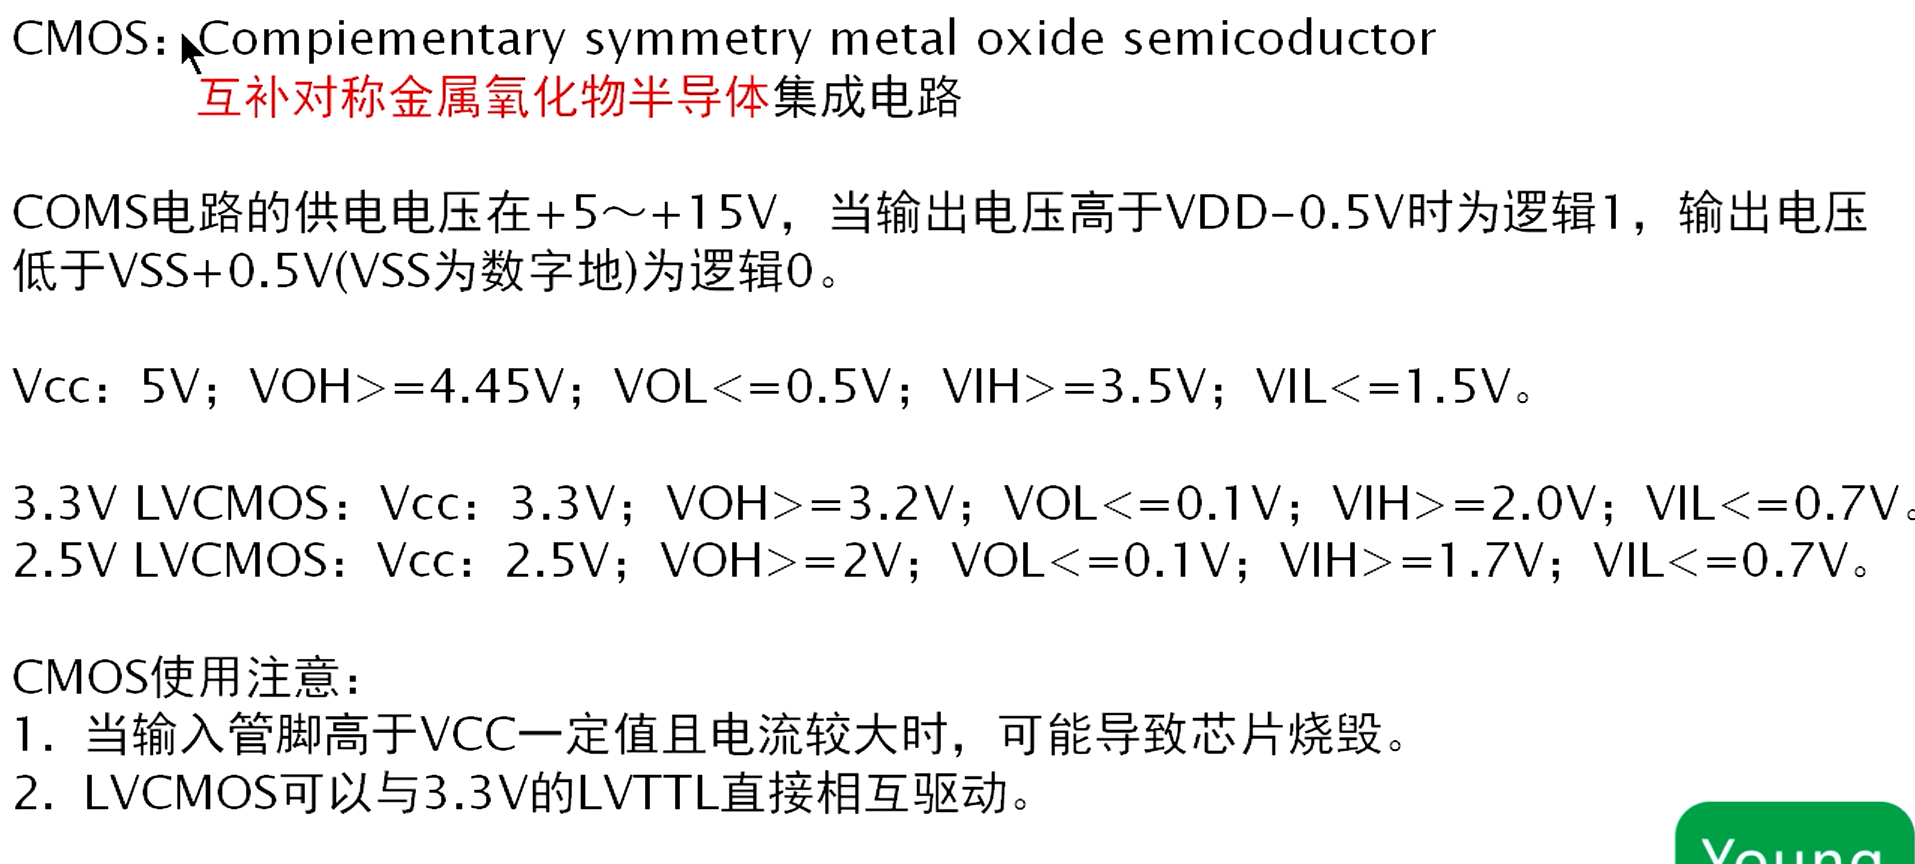 CMOS：Compiementary symmetry metal oxide semicoductor
互补对称金属氧化物半导体集成电路
COMS电路的供电电压在+5～+15V，当输出电压高于VDD-0.5V时为逻辑1，输出电压
低于VSS+0.5V(VSS为数字地)为逻辑0。
Vcc：5V；VOH>=4.45V；VOL<=0.5V；VIH>=3.5V；VIL<=1.5V。
3.3V LVCMOS：Vcc：3.3V；VOH>=3.2V；VOL<=0.1V；VIH>=2.0V；VIL<=0.7V。
2.5V LVCMOS：Vcc：2.5V；VOH>=2V；VOL<=0.1V；VIH>=1.7V；VIL<=0.7V。
CMOS使用注意：
1. 当输入管脚高于VCC一定值且电流较大时，可能导致芯片烧毁。
2. LVCMOS可以与3.3V的LVTTL直接相互驱动。
Young